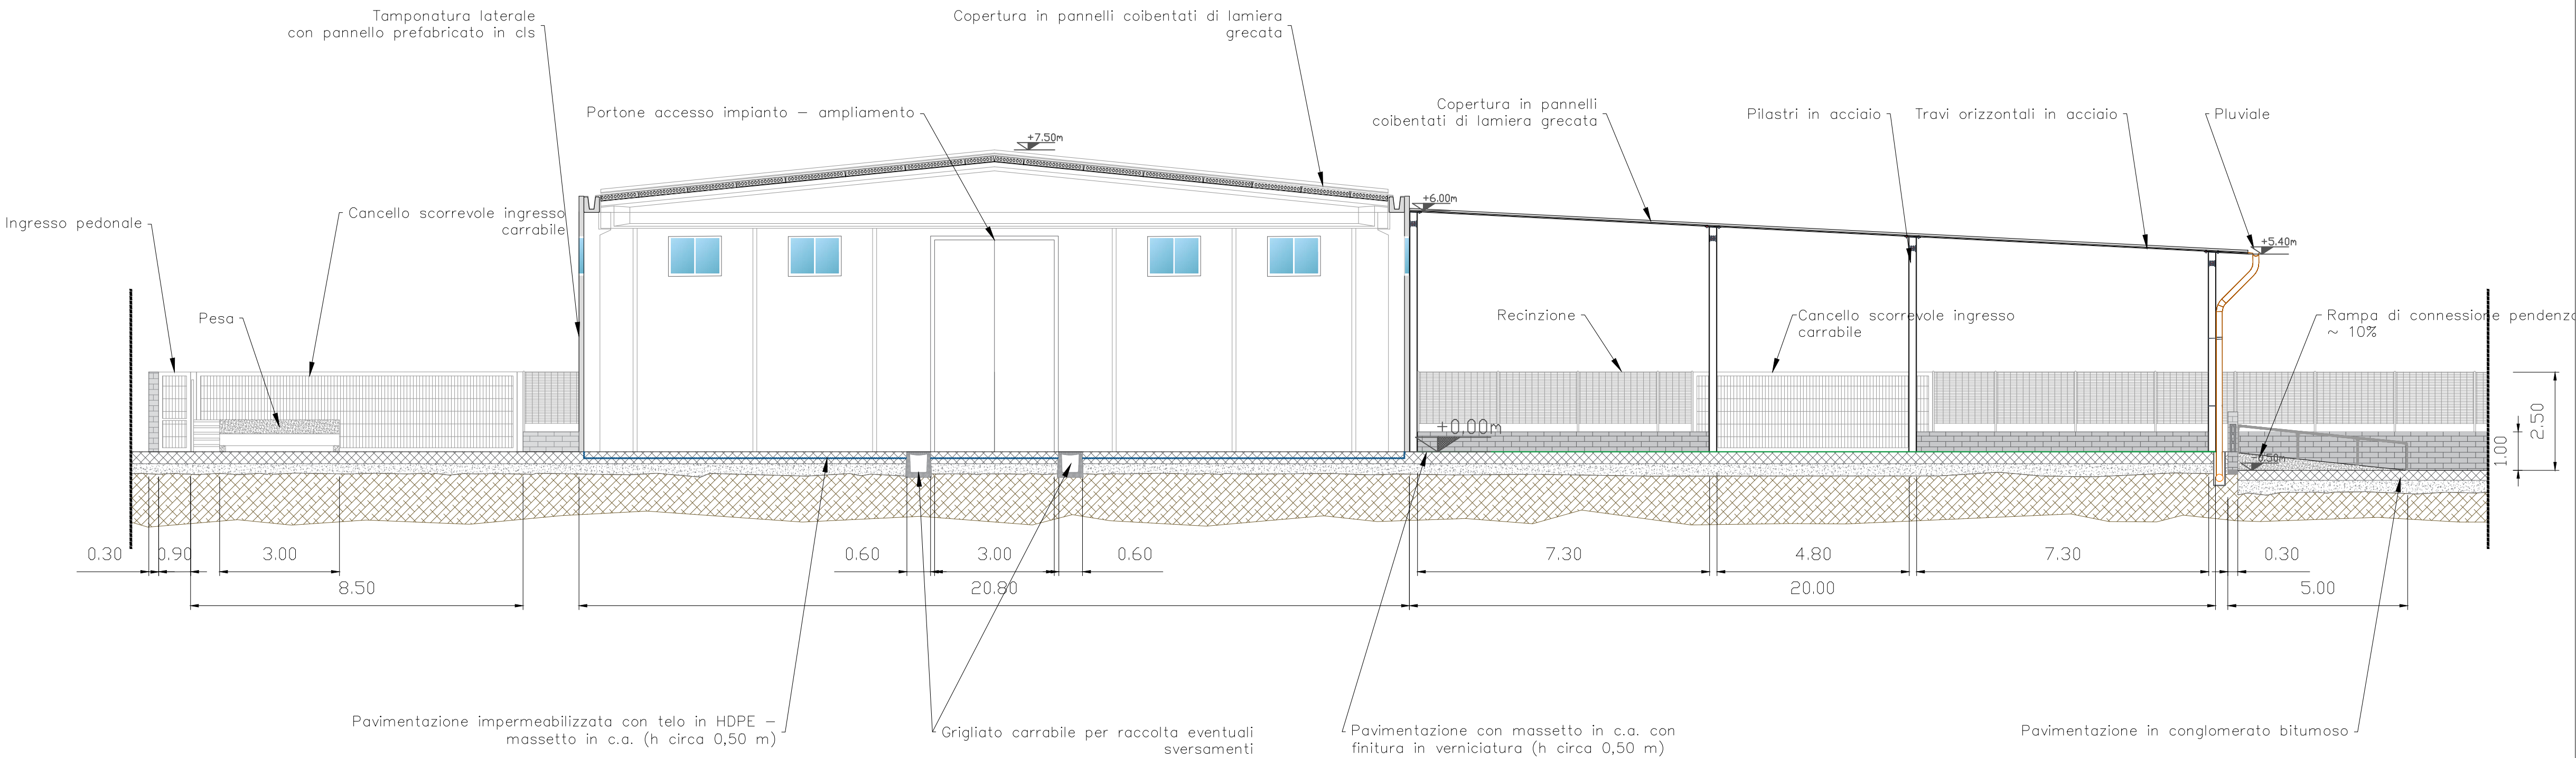 Tamponatura laterale
con pannello prefabricato in cls
Copertura in pannelli coibentati di lamiera
grecata
Portone accesso impianto – ampliamento
Copertura in pannelli
coibentati di lamiera grecata
Pilastri in acciaio
Travi orizzontali in acciaio
Pluviale
+7.50m
+6.00m
+5.40m
Ingresso pedonale
Cancello scorrevole ingresso
carrabile
Pesa
Recinzione
Cancello scorrevole ingresso
carrabile
Rampa di connessione pendenza
~ 10%
+0,00m
2.50
1.00
0.30
0.90
3.00
0.60
3.00
0.60
7.30
4.80
7.30
0.30
8.50
20.80
20.00
5.00
Pavimentazione impermeabilizzata con telo in HDPE –
massetto in c.a. (h circa 0,50 m)
Grigliato carrabile per raccolta eventuali
sversamenti
Pavimentazione con massetto in c.a. con
finitura in verniciatura (h circa 0,50 m)
Pavimentazione in conglomerato bitumoso